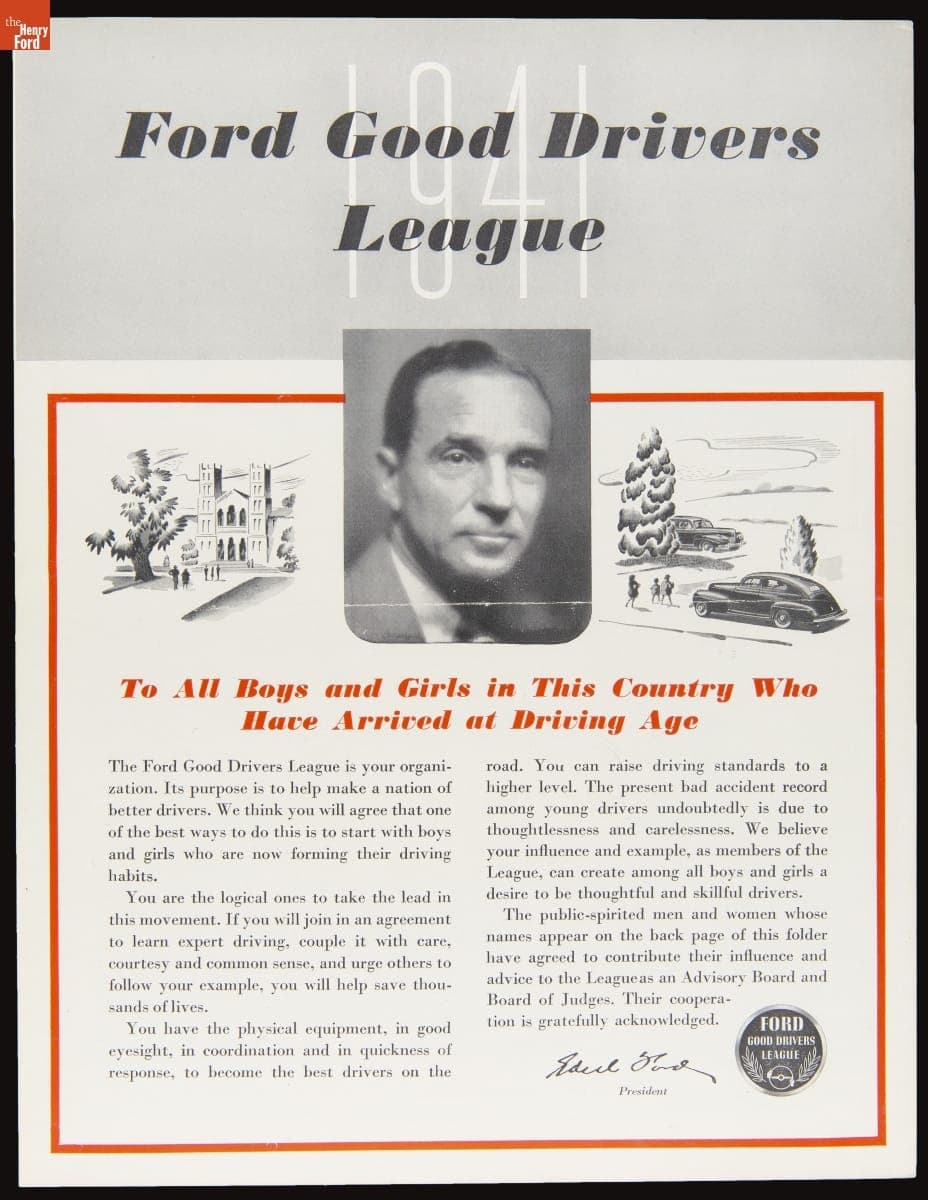 the
Henry
Ford
1941
Ford Good Drivers
League
To All Boys and Girls in This Country Who
Have Arrived at Driving Age
The Ford Good Drivers League is your organi-
zation. Its purpose is to help make a nation of
better drivers. We think you will agree that one
of the best ways to do this is to start with boys
and girls who are now forming their driving
habits.
You are the logical ones to take the lead in
this movement. If you will join in an agreement
to learn expert driving, couple it with care,
courtesy and common sense, and urge others to
follow your example, you will help save thou-
sands of lives.
You have the physical equipment, in good
eyesight, in coordination and in quickness of
response, to become the best drivers on the
road. You can raise driving standards to a
higher level. The present bad accident record
among young drivers undoubtedly is due to
thoughtlessness and carelessness. We believe
your influence and example, as members of the
League, can create among all boys and girls a
desire to be thoughtful and skillful drivers.
The public-spirited men and women whose
names appear on the back page of this folder
have agreed to contribute their influence and
advice to the Leagueas an Advisory Board and
Board of Judges. Their coopera-
tion is gratefully acknowledged.
Edsel Ford
President
FORD
GOOD DRIVERS
LEAGUE